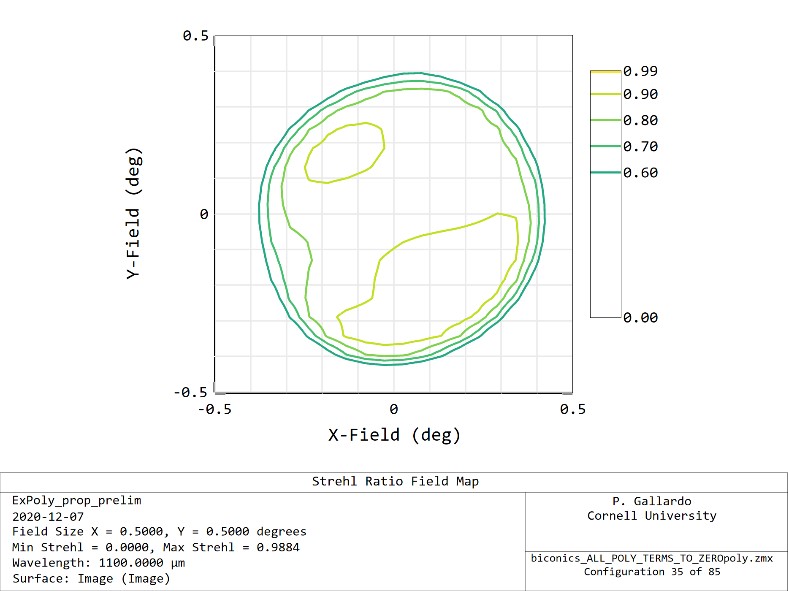 0.5
0
-0.5
Y-Field (deg)
-0.5
0
0.5
X-Field (deg)
0.99
0.90
0.80
0.70
0.60
0.00
Strehl Ratio Field Map
ExPoly_prop_prelim
2020-12-07
Field Size X = 0.5000, Y = 0.5000 degrees
Min Strehl = 0.0000, Max Strehl = 0.9884
Wavelength: 1100.0000 µm
Surface: Image (Image)
P. Gallardo
Cornell University
biconics_ALL_POLY_TERMS_TO_ZEROpoly.zmx
Configuration 35 of 85